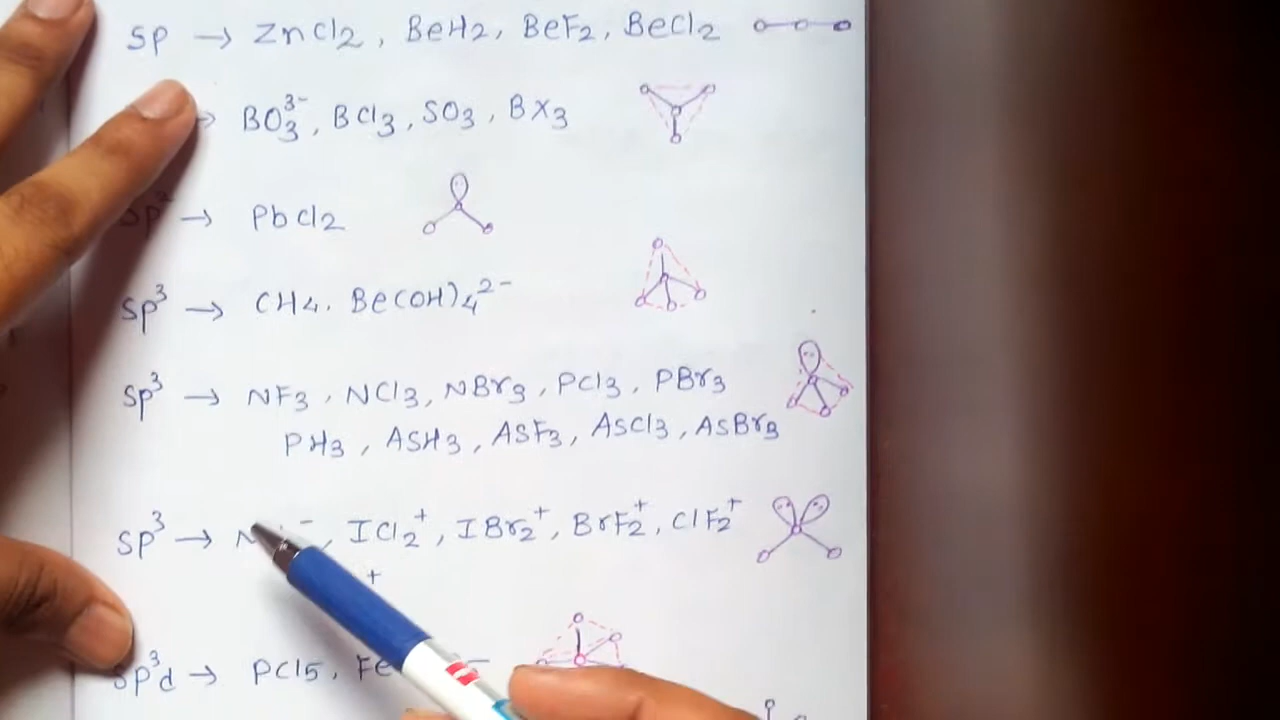 sp → ZnCl2, BeH2, BeF2, BeCl2
→ BO3^3-, BCl3, SO3, BX3
sp² → PbCl2
sp³ → CH4. Be(OH)4^2-
sp³ → NF3, NCl3, NBr3, PCl3, PBr3
PH3, ASH3, ASF3, ASCl3, ASBr3
sp³ → ICl2^+, IBr2^+, BrF2^+, ClF2^+
+
sp³d → PCl5,